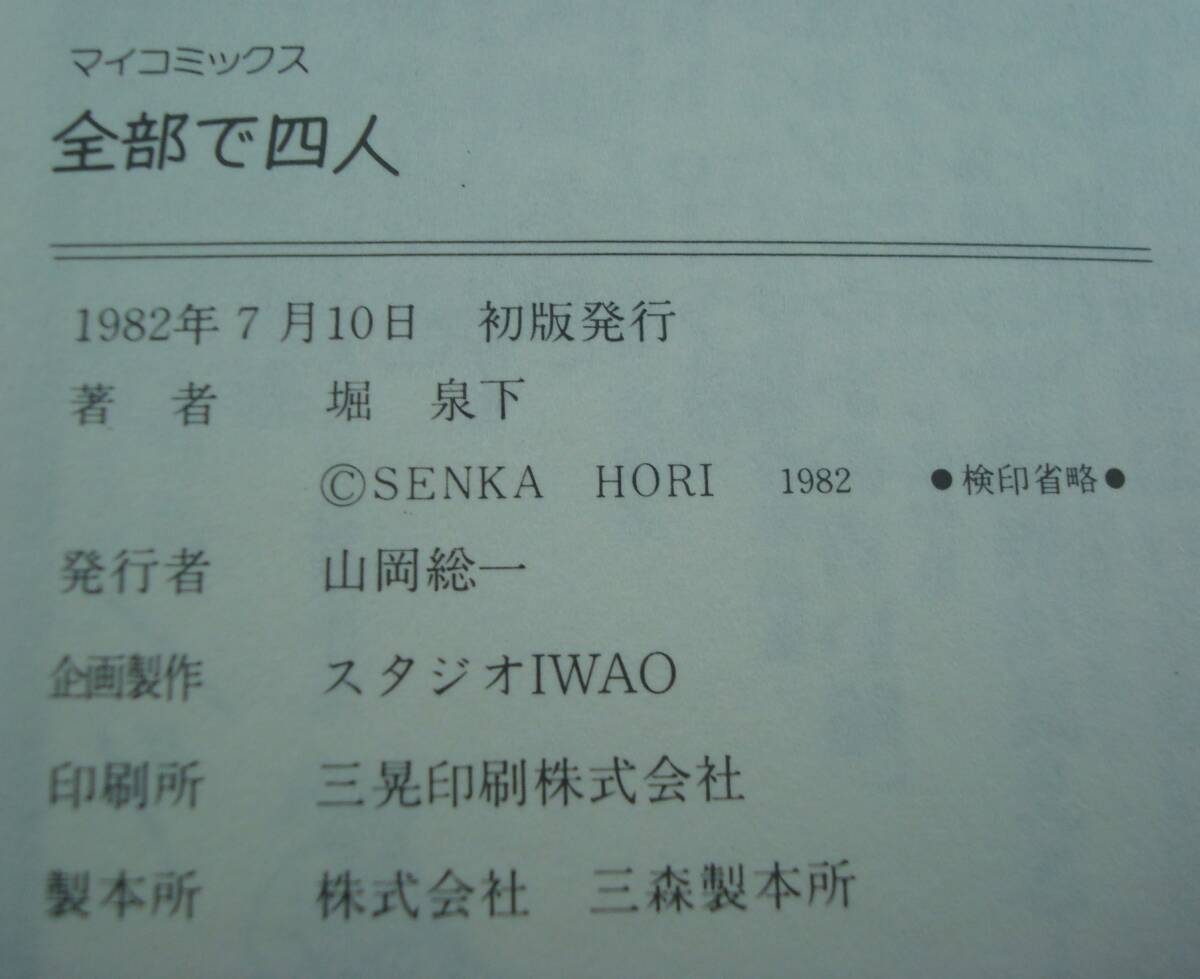 マイコミックス
全部で四人
1982年7月10日　初版発行
著　者　堀　泉下
©SENKA　HORI　1982　●検印省略●
発行者　山岡総一
企画製作　スタジオIWAO
印刷所　三晃印刷株式会社
製本所　株式会社　三森製本所